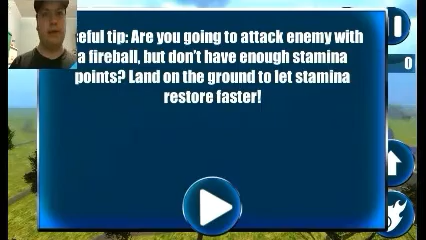 eful tip: Are you going to attack enemy with
a fireball, but don't have enough stamina
points? Land on the ground to let stamina
restore faster!
0